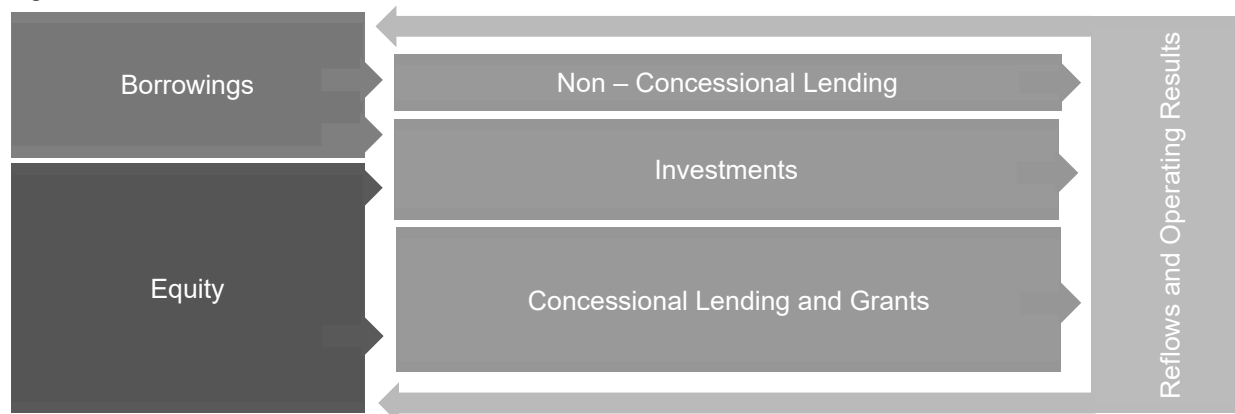 Borrowings
Non – Concessional Lending
Investments
Equity
Concessional Lending and Grants
Reflows and Operating Results